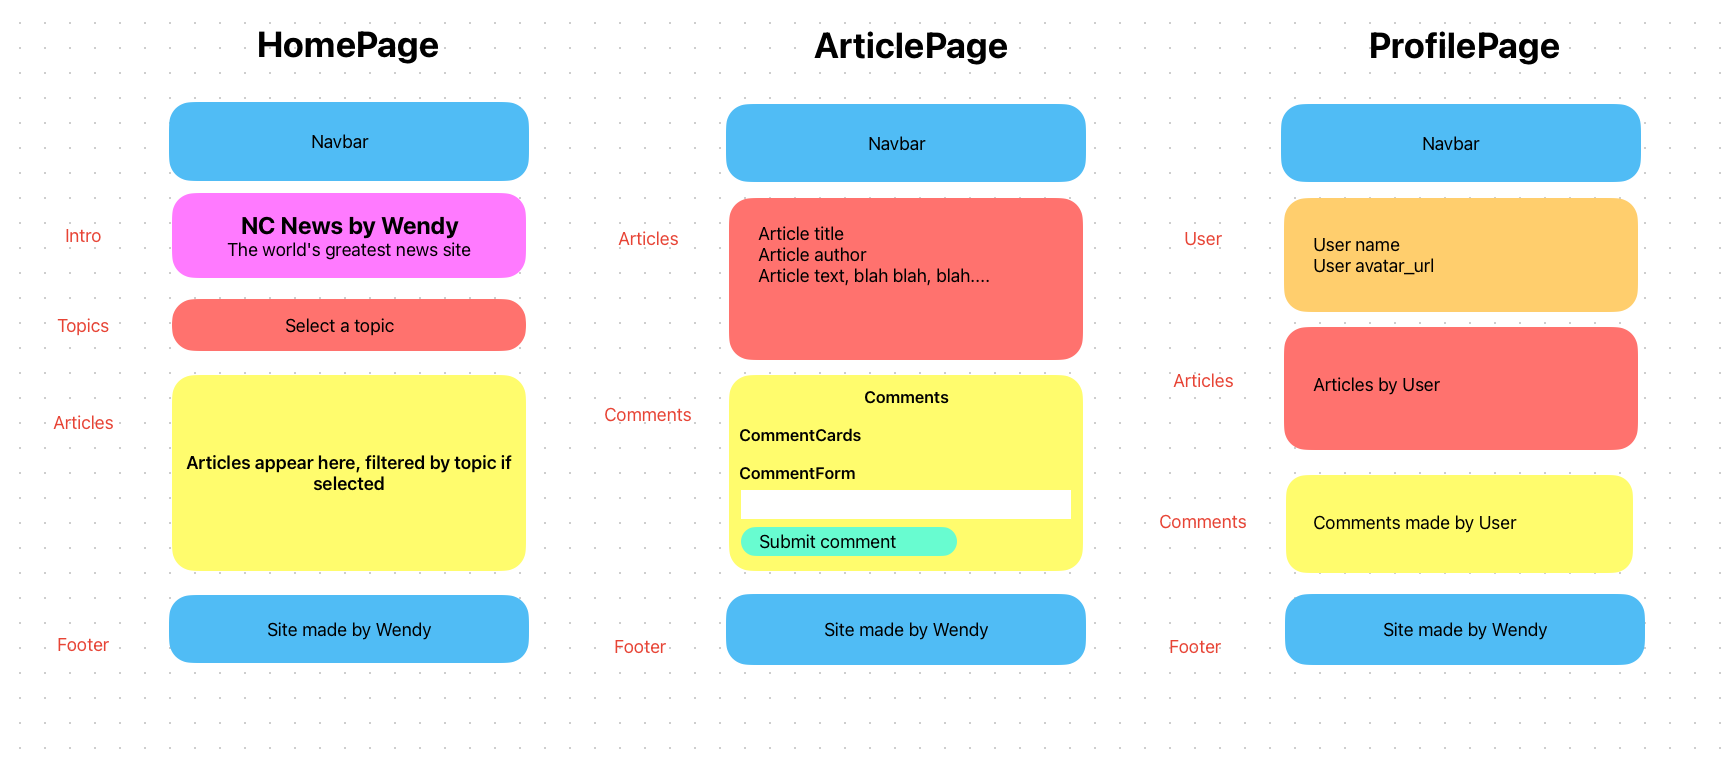 HomePage
Navbar
Intro
NC News by Wendy
The world's greatest news site
Topics
Select a topic
Articles
Articles appear here, filtered by topic if
selected
Footer
Site made by Wendy
ArticlePage
Navbar
Articles
Article title
Article author
Article text, blah blah, blah....
Comments
Comments
CommentCards
CommentForm
Submit comment
Footer
Site made by Wendy
ProfilePage
Navbar
User
User name
User avatar_url
Articles
Articles by User
Comments
Comments made by User
Footer
Site made by Wendy